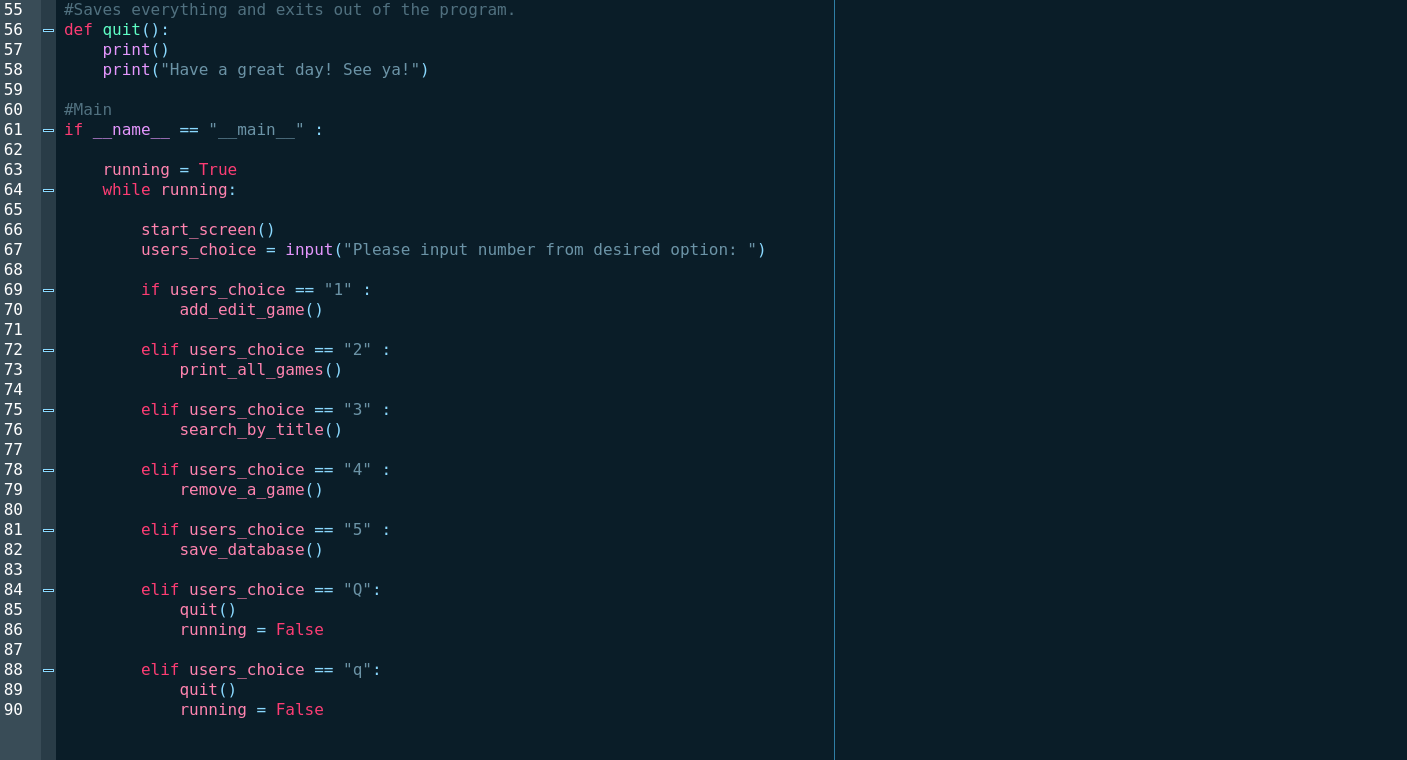 55 #Saves everything and exits out of the program.
56 def quit():
57     print()
58     print("Have a great day! See ya!")
59
60 #Main
61 if __name__ == "__main__" :
62
63     running = True
64     while running:
65
66         start_screen()
67         users_choice = input("Please input number from desired option: ")
68
69         if users_choice == "1" :
70             add_edit_game()
71
72         elif users_choice == "2" :
73             print_all_games()
74
75         elif users_choice == "3" :
76             search_by_title()
77
78         elif users_choice == "4" :
79             remove_a_game()
80
81         elif users_choice == "5" :
82             save_database()
83
84         elif users_choice == "Q":
85             quit()
86             running = False
87
88         elif users_choice == "q":
89             quit()
90             running = False